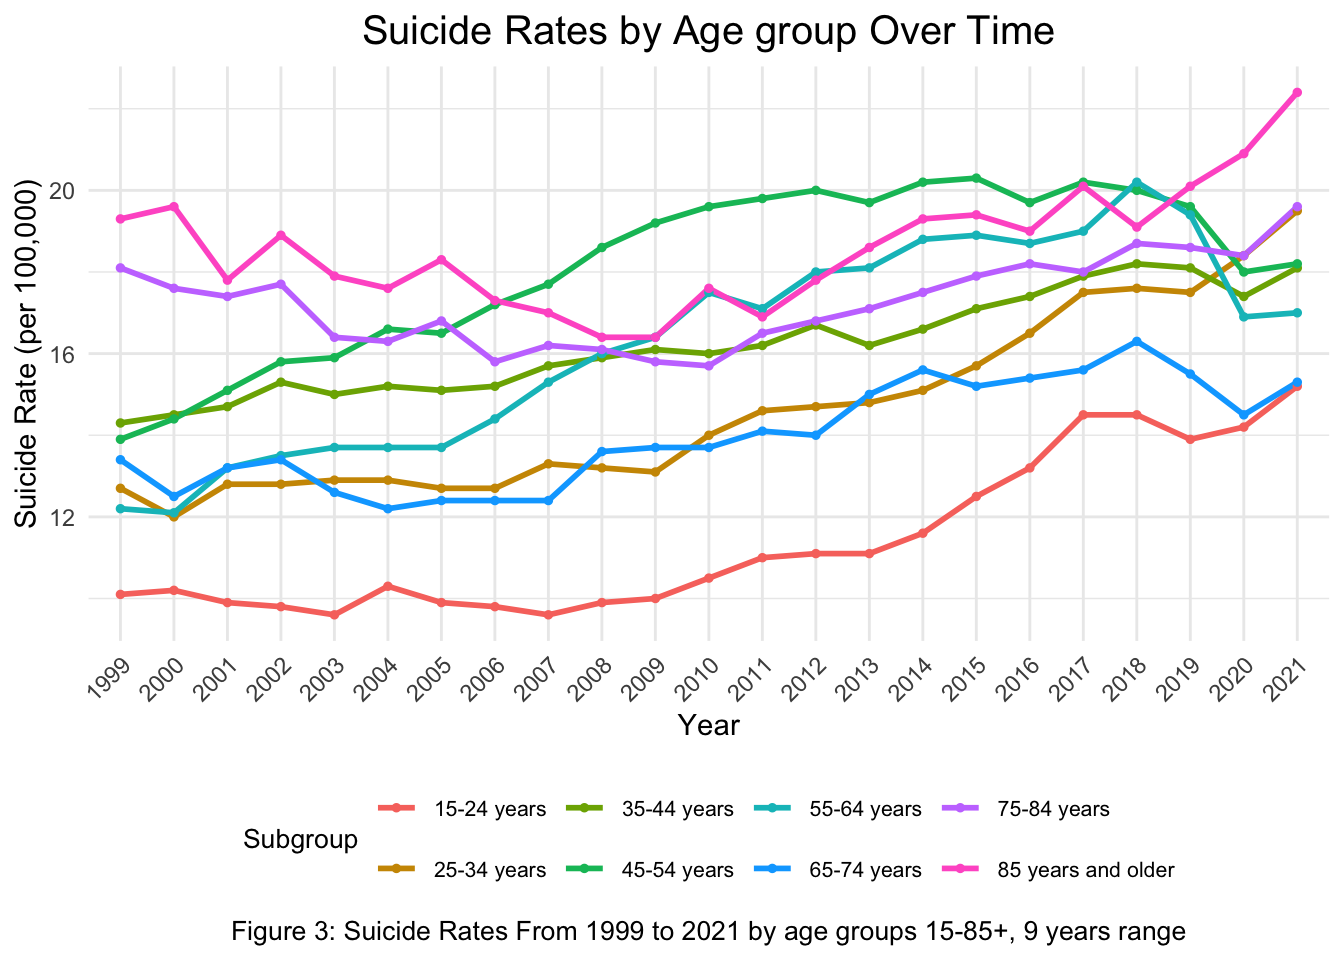 Suicide Rates by Age group Over Time
Suicide Rate (per 100,000)
20
16
12
1999 2000 2001 2002 2003 2004 2005 2006 2007 2008 2009 2010 2011 2012 2013 2014 2015 2016 2017 2018 2019 2020 2021
Year
Subgroup
15-24 years 35-44 years 55-64 years 75-84 years
25-34 years 45-54 years 65-74 years 85 years and older
Figure 3: Suicide Rates From 1999 to 2021 by age groups 15-85+, 9 years range